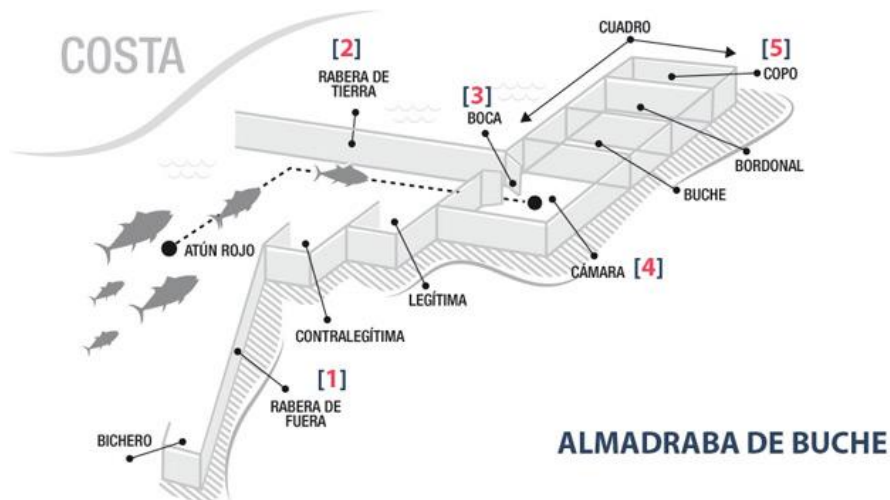 COSTA
[2]
RABERA DE
TIERRA
[3]
BOCA
CUADRO
[5]
COPO
BORDONAL
BUCHE
ATÚN ROJO
CÁMARA [4]
LEGÍTIMA
CONTRALEGÍTIMA
[1]
RABERA DE
FUERA
BICHERO
ALMADRABA DE BUCHE